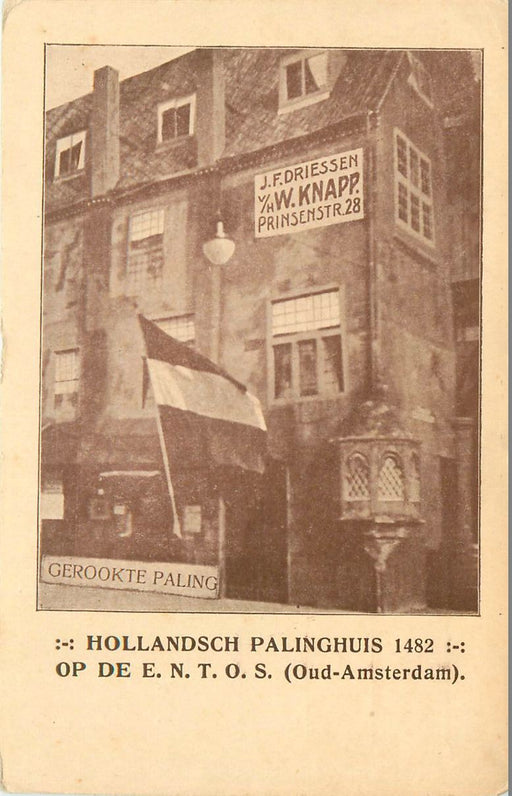 J.F. DRIESSEN
V/H W. KNAPP.
PRINSENSTR. 28
GEROOKTE PALING
:-: HOLLANDSCH PALINGHUIS 1482 :-:
OP DE E. N. T. O. S. (Oud-Amsterdam).